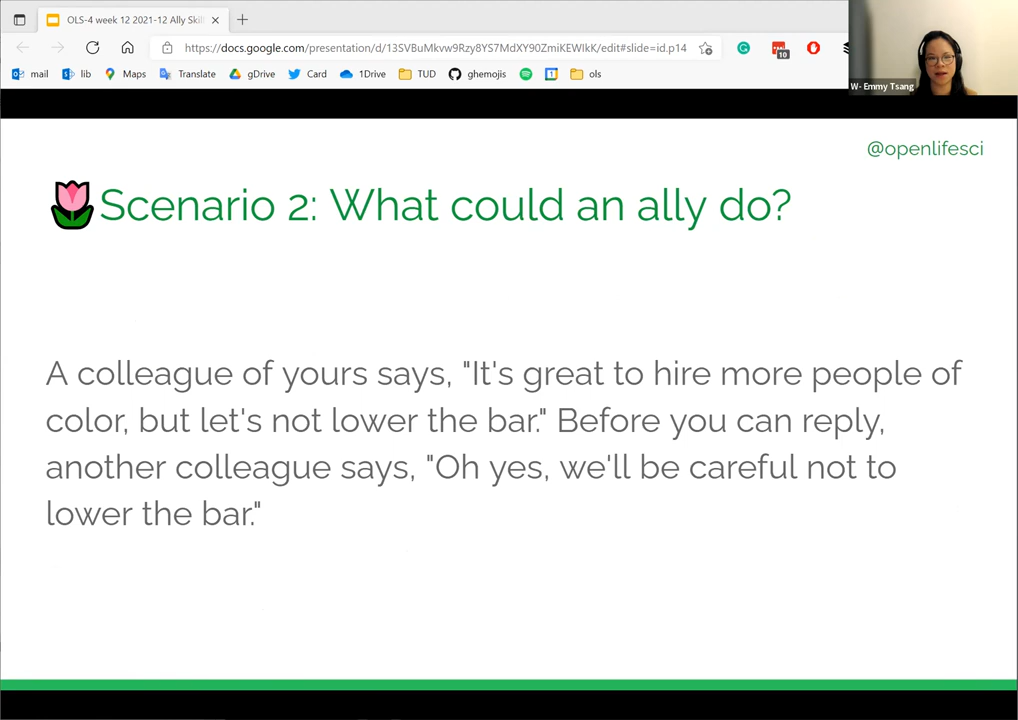 OLS-4 week 12 2021-12 Ally Skil
https://docs.google.com/presentation/d/13SVBuMkvw9Rzy8YS7MdXY90ZmiKEWIkK/edit#slide=id.p14
10
mail lib Maps Translate gDrive Card 1Drive TUD ghemojis 1 ols
W- Emmy Tsang
@openlifesci
Scenario 2: What could an ally do?
A colleague of yours says, "It's great to hire more people of
color, but let's not lower the bar." Before you can reply,
another colleague says, "Oh yes, we'll be careful not to
lower the bar."